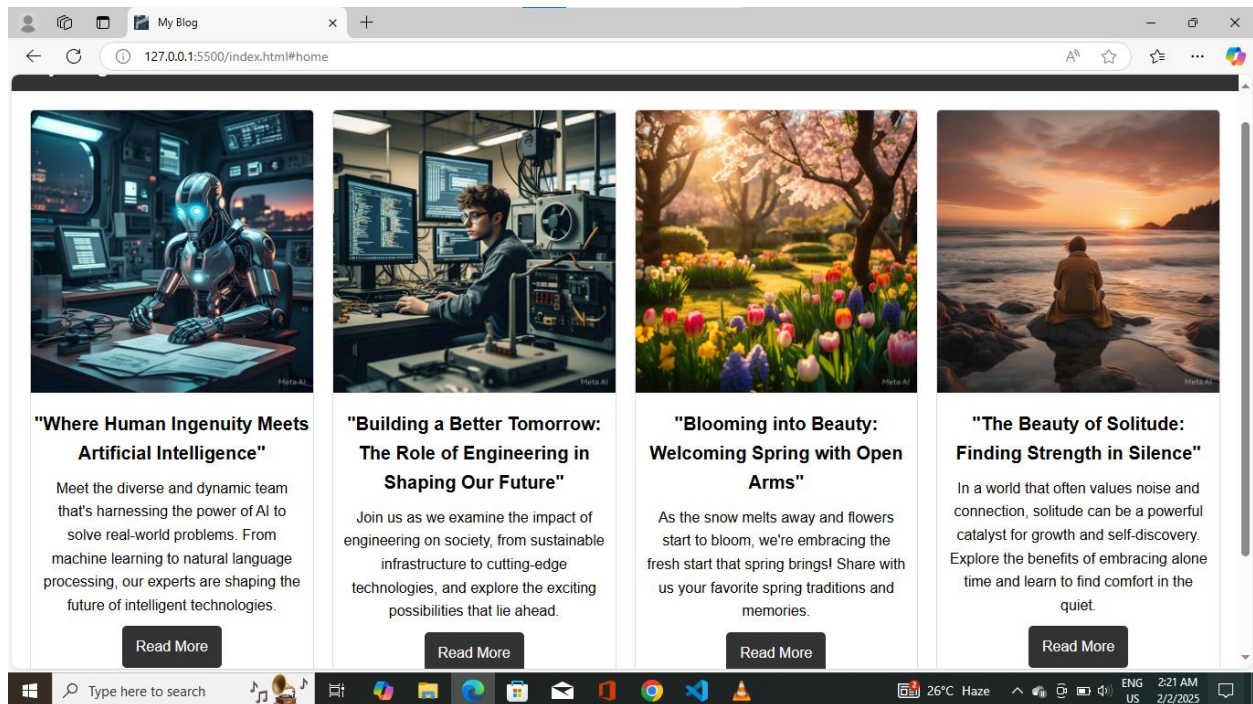 My Blog
127.0.0.1:5500/index.html#home
Meta AI
Meta AI
Meta AI
Meta AI
"Where Human Ingenuity Meets
Artificial Intelligence"
Meet the diverse and dynamic team
that's harnessing the power of AI to
solve real-world problems. From
machine learning to natural language
processing, our experts are shaping the
future of intelligent technologies.
Read More
"Building a Better Tomorrow:
The Role of Engineering in
Shaping Our Future"
Join us as we examine the impact of
engineering on society, from sustainable
infrastructure to cutting-edge
technologies, and explore the exciting
possibilities that lie ahead.
Read More
"Blooming into Beauty:
Welcoming Spring with Open
Arms"
As the snow melts away and flowers
start to bloom, we're embracing the
fresh start that spring brings! Share with
us your favorite spring traditions and
memories.
Read More
"The Beauty of Solitude:
Finding Strength in Silence"
In a world that often values noise and
connection, solitude can be a powerful
catalyst for growth and self-discovery.
Explore the benefits of embracing alone
time and learn to find comfort in the
quiet.
Read More
Type here to search
2
26°C Haze
ENG
US
2:21 AM
2/2/2025